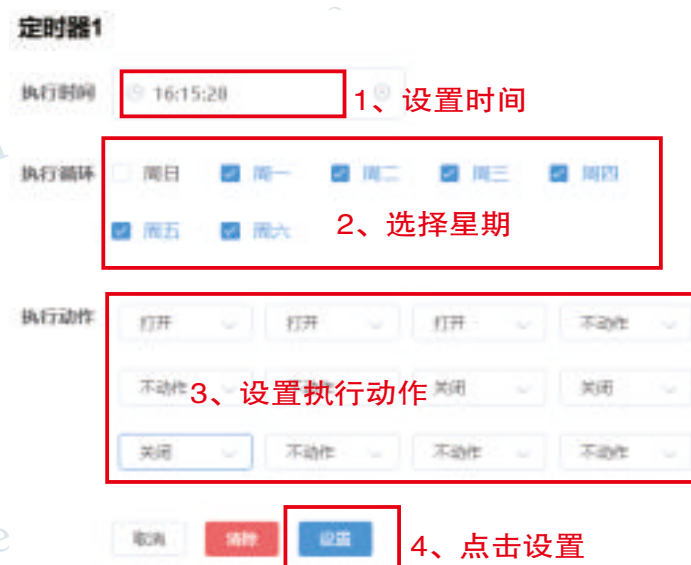 定时器1
执行时间 16:15:28 1、设置时间
执行循环 周日 周一 周二 周三 周四
周五 周六 2、选择星期
执行动作 打开 打开 打开 不动作
不动作 不动作 关闭 关闭
3、设置执行动作
关闭 不动作 不动作 不动作
取消 清除 设置 4、点击设置